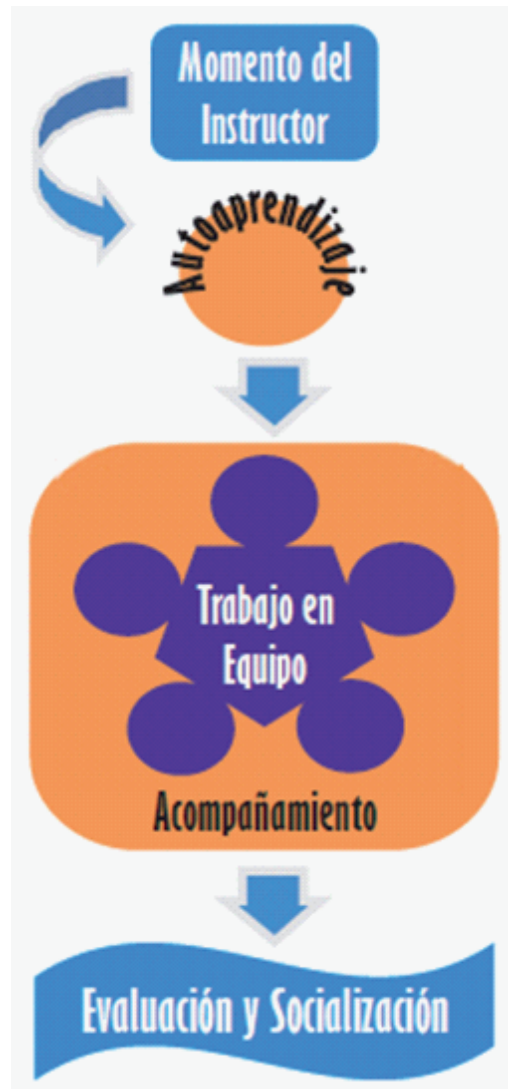 Momento del
Instructor
Autoaprendizaje
Trabajo en
Equipo
Acompañamiento
Evaluación y Socialización